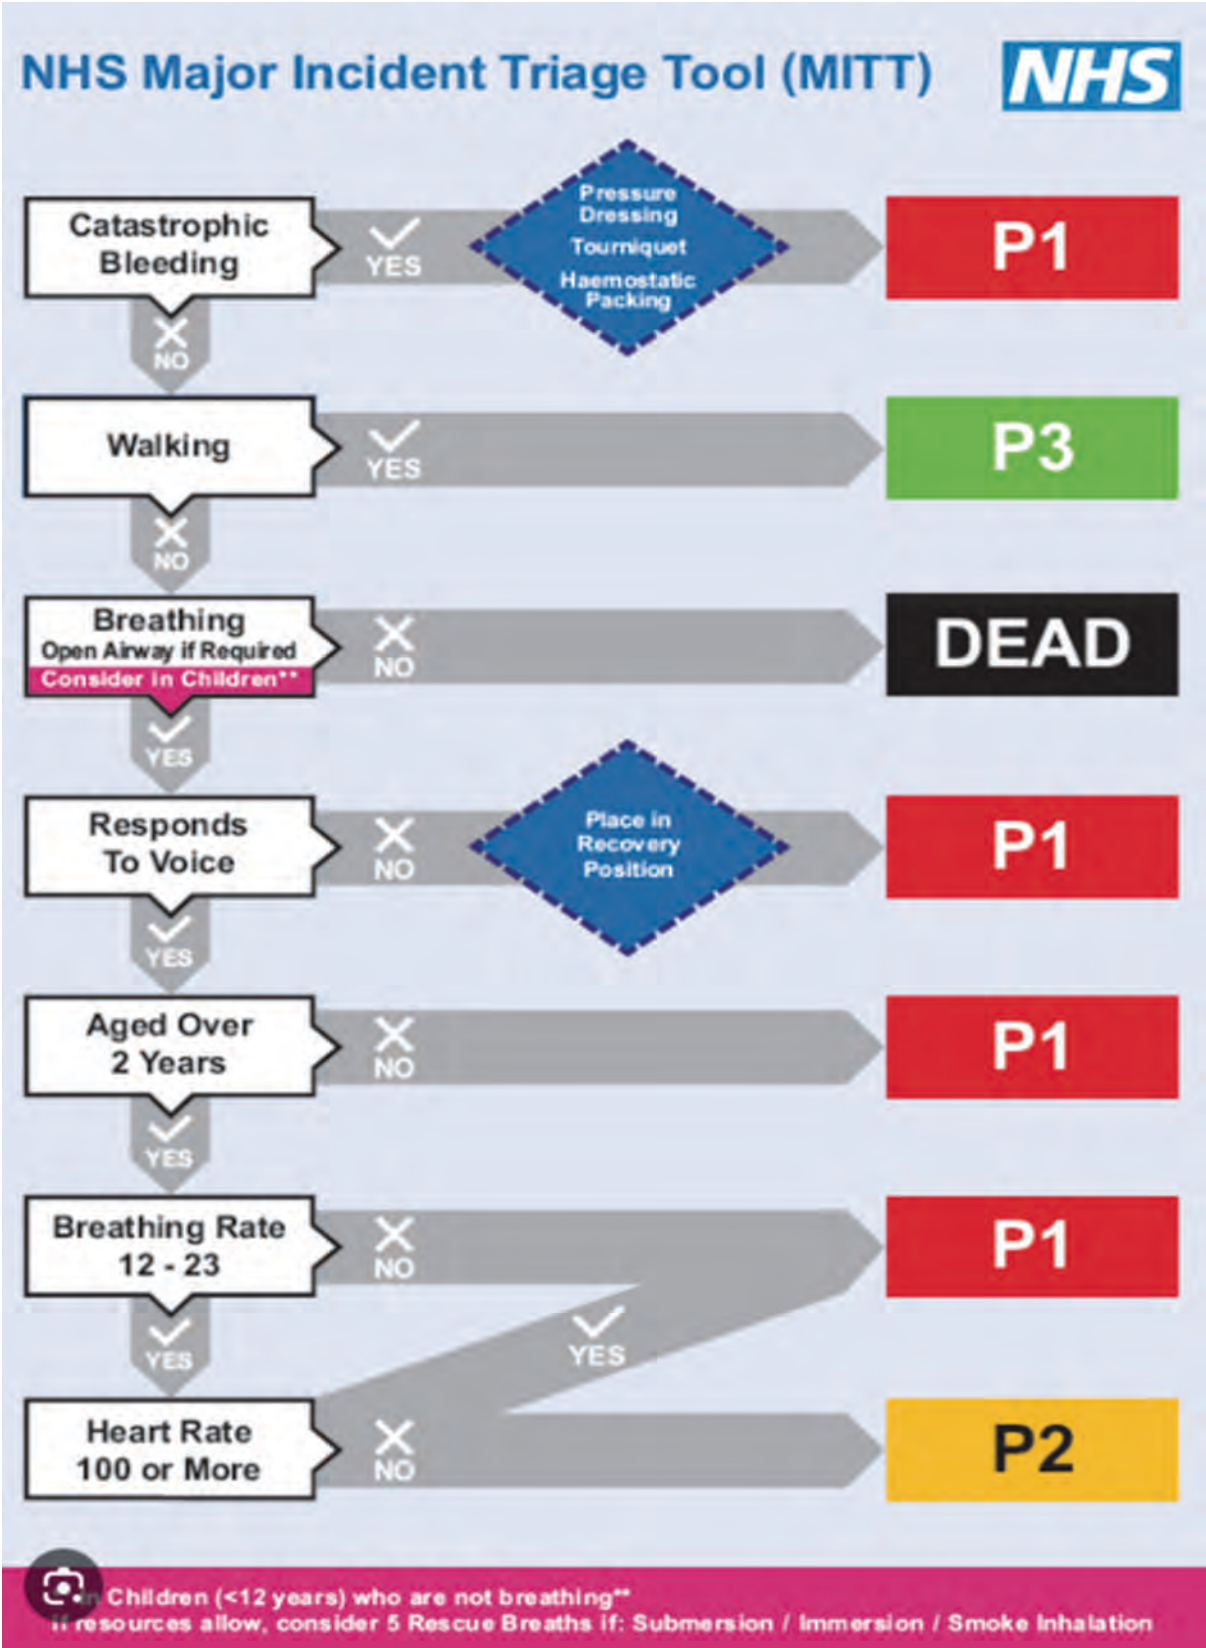 NHS Major Incident Triage Tool (MITT)
NHS
Catastrophic
Bleeding
YES
Pressure
Dressing
Tourniquet
Haemostatic
Packing
P1
NO
Walking
YES
P3
NO
Breathing
Open Airway if Required
Consider in Children**
NO
DEAD
YES
Responds
To Voice
NO
Place in
Recovery
Position
P1
YES
Aged Over
2 Years
NO
P1
YES
Breathing Rate
12 - 23
NO
P1
YES
YES
Heart Rate
100 or More
NO
P2
Children (<12 years) who are not breathing**
If resources allow, consider 5 Rescue Breaths if: Submersion / Immersion / Smoke Inhalation